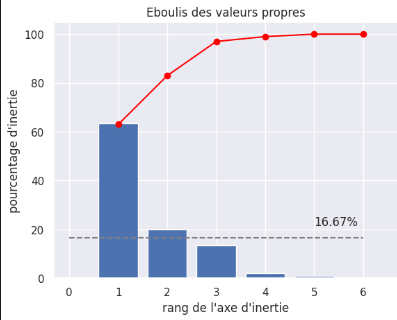 Eboulis des valeurs propres
100
80
60
40
20
0
pourcentage d'inertie
16.67%
0 1 2 3 4 5 6
rang de l'axe d'inertie